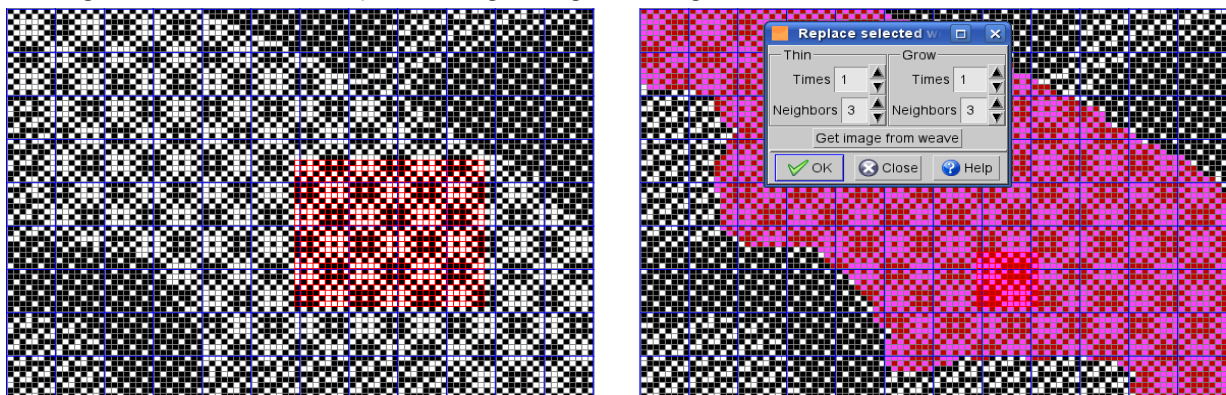 Replace selected
Thin
Grow
Times 1
Times 1
Neighbors 3
Neighbors 3
Get image from weave
OK
Close
Help